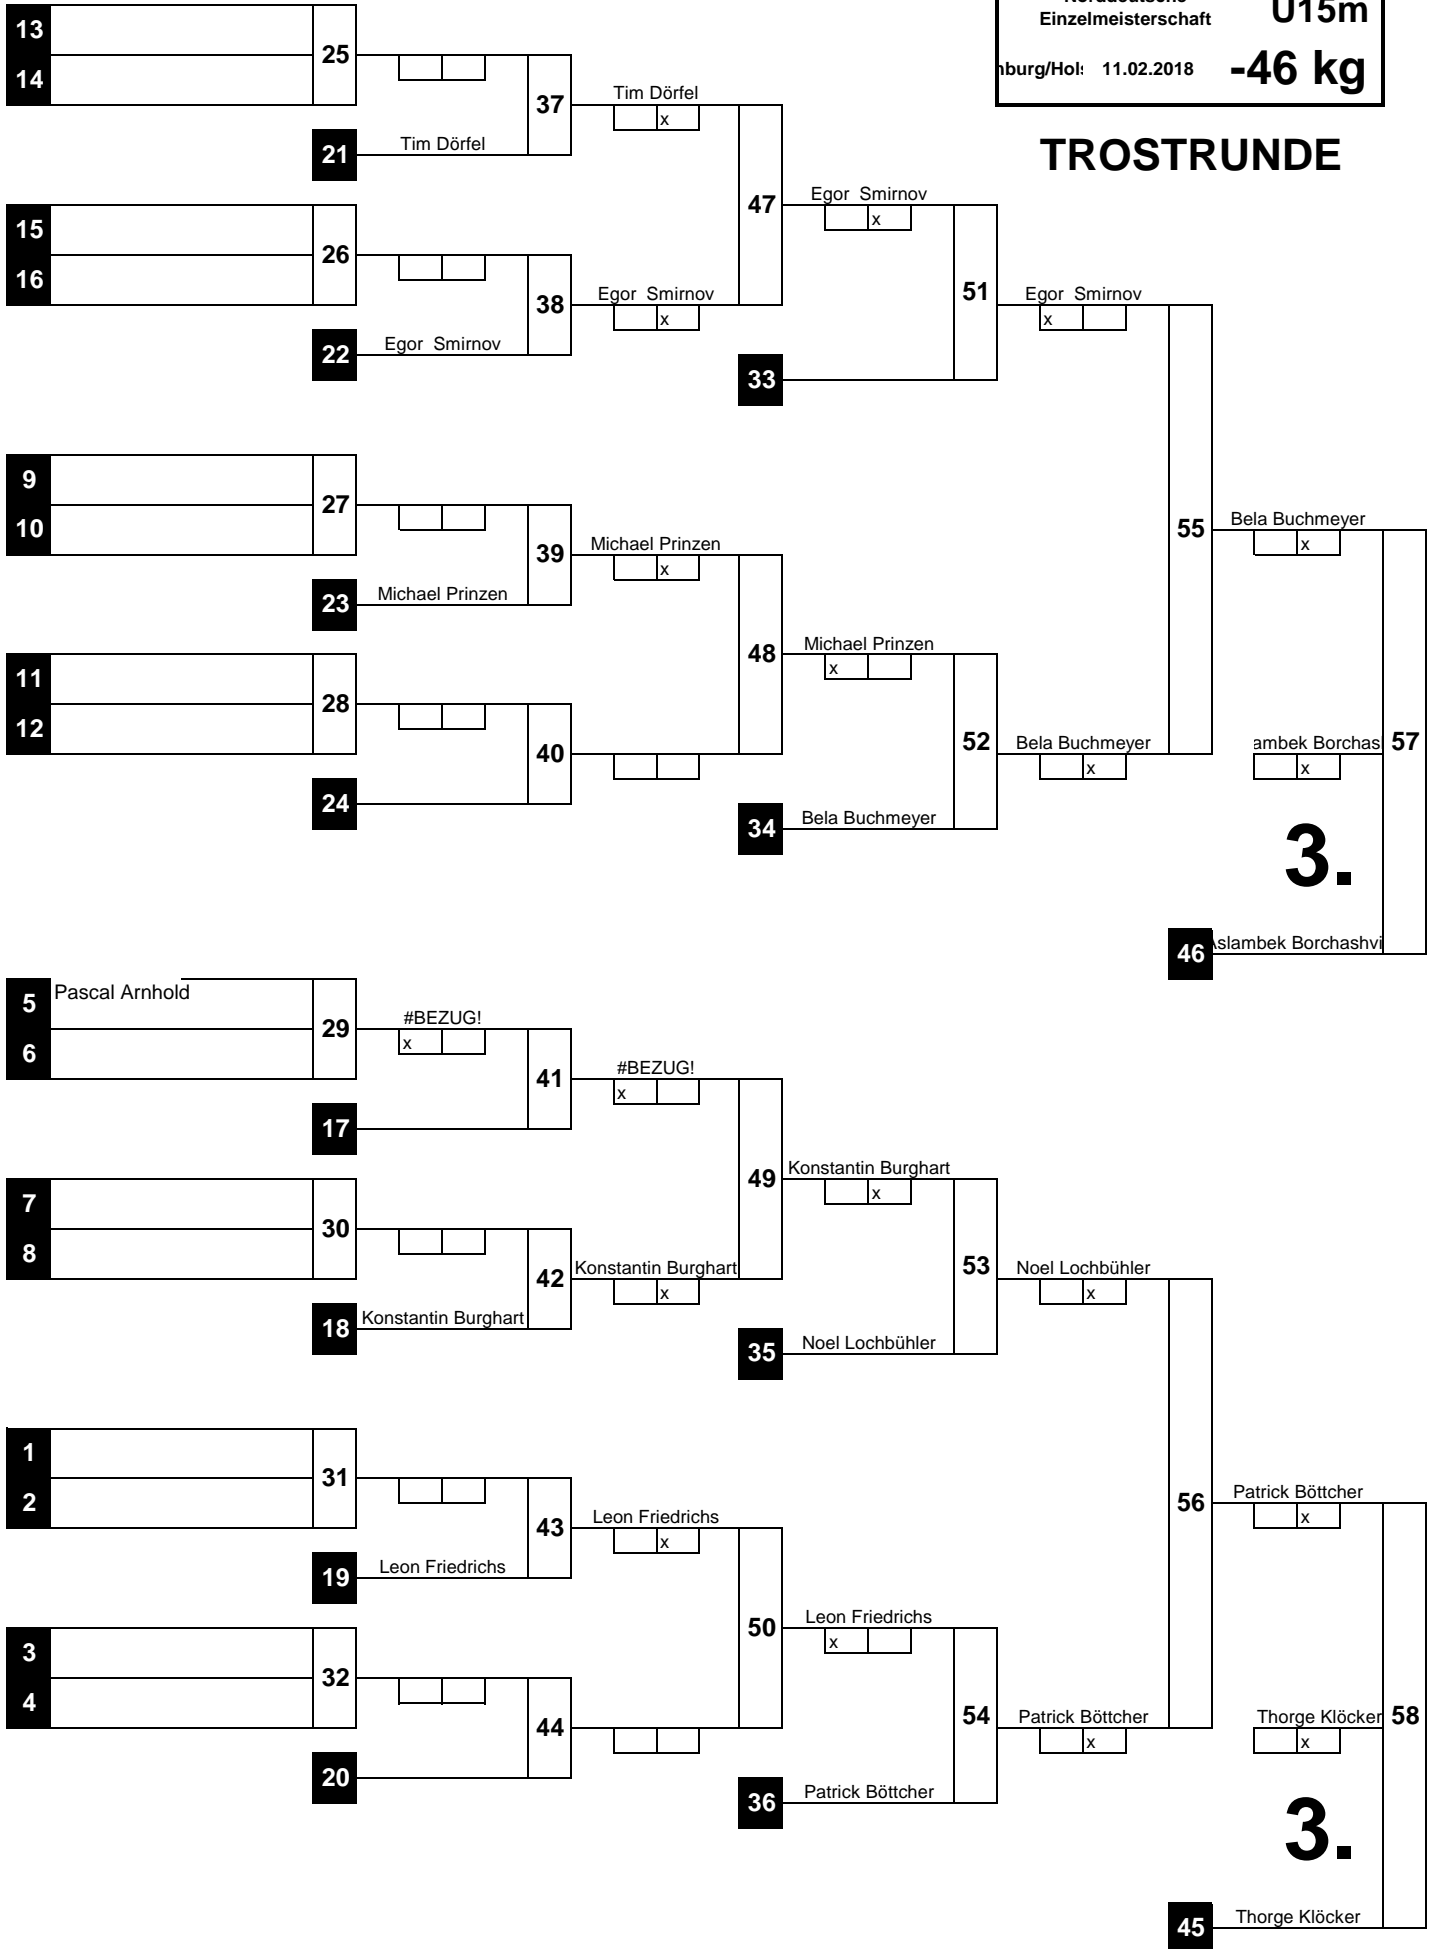 Einzelmeisterschaft
U15m
11.02.2018
-46 kg
TROSTRUNDE
13
14
25
37
Tim Dörfel
x
21
Tim Dörfel
47
Egor Smirnov
x
15
16
26
38
Egor Smirnov
x
22
Egor Smirnov
51
Egor Smirnov
x
33
9
10
27
39
Michael Prinzen
x
23
Michael Prinzen
55
Bela Buchmeyer
x
48
Michael Prinzen
x
11
12
28
40
24
52
Bela Buchmeyer
x
34
Bela Buchmeyer
ambek Borchas
x
57
3.
46
Aslambek Borchashvi
5
Pascal Arnhold
6
29
#BEZUG!
x
41
#BEZUG!
x
17
49
Konstantin Burghart
x
7
8
30
42
Konstantin Burghart
x
18
Konstantin Burghart
53
Noel Lochbühler
x
35
Noel Lochbühler
1
2
31
43
Leon Friedrichs
x
19
Leon Friedrichs
56
Patrick Böttcher
x
50
Leon Friedrichs
x
3
4
32
44
20
54
Patrick Böttcher
x
36
Patrick Böttcher
Thorge Klöcker
x
58
3.
45
Thorge Klöcker